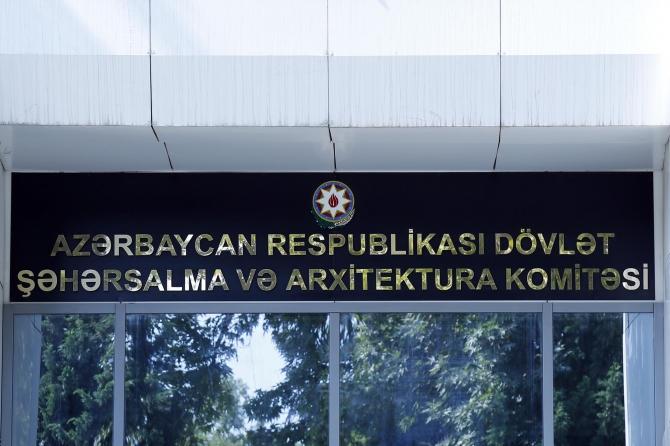 AZƏRBAYCAN RESPUBLİKASI DÖVLƏT
ŞƏHƏRSALMA VƏ ARXİTEKTURA KOMİTƏSİ